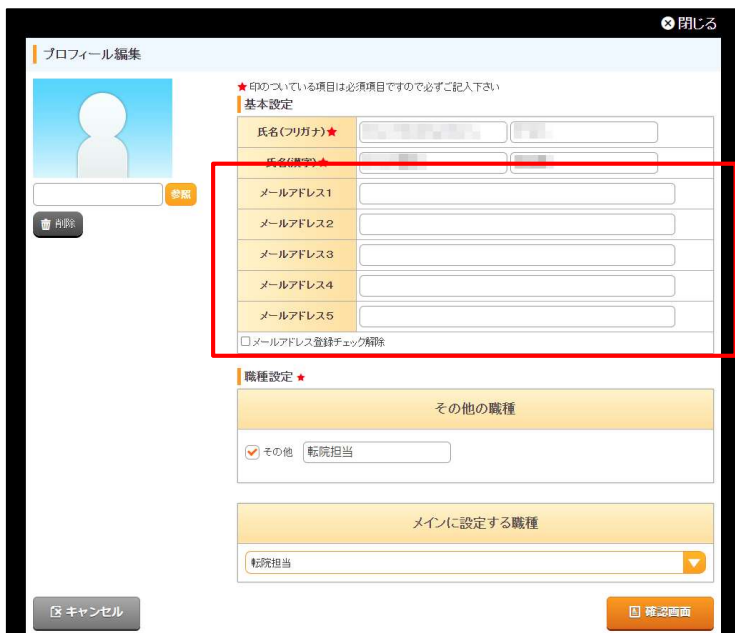 閉じる
プロフィール編集
★印のついている項目は必須項目ですので必ずご記入下さい
基本設定
氏名(フリガナ)★
氏名(漢字)★
参照
メールアドレス1
削除
メールアドレス2
メールアドレス3
メールアドレス4
メールアドレス5
メールアドレス登録チェック解除
職種設定 ★
その他の職種
その他 転院担当
メインに設定する職種
転院担当
キャンセル
確認画面